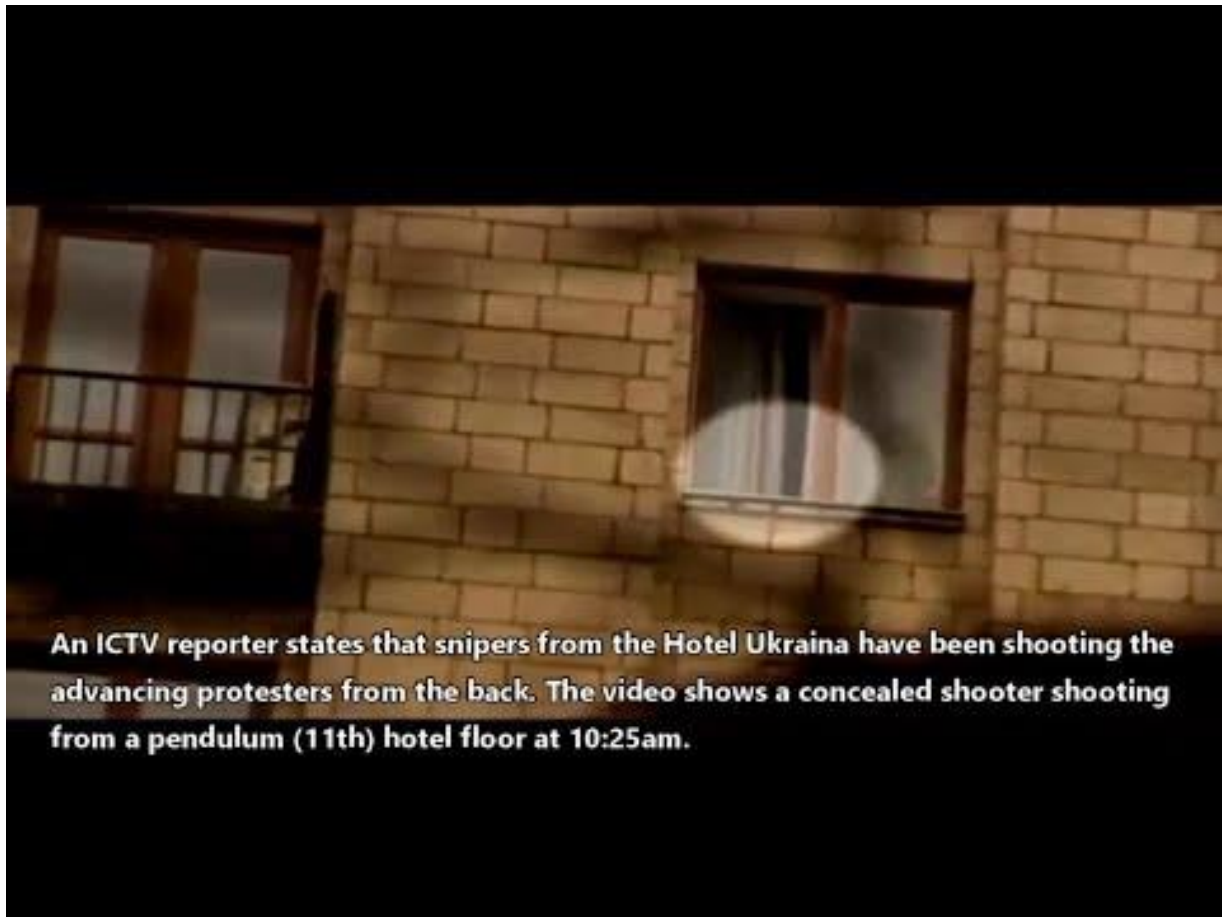 An ICTV reporter states that snipers from the Hotel Ukraina have been shooting the
advancing protesters from the back. The video shows a concealed shooter shooting
from a pendulum (11th) hotel floor at 10:25am.